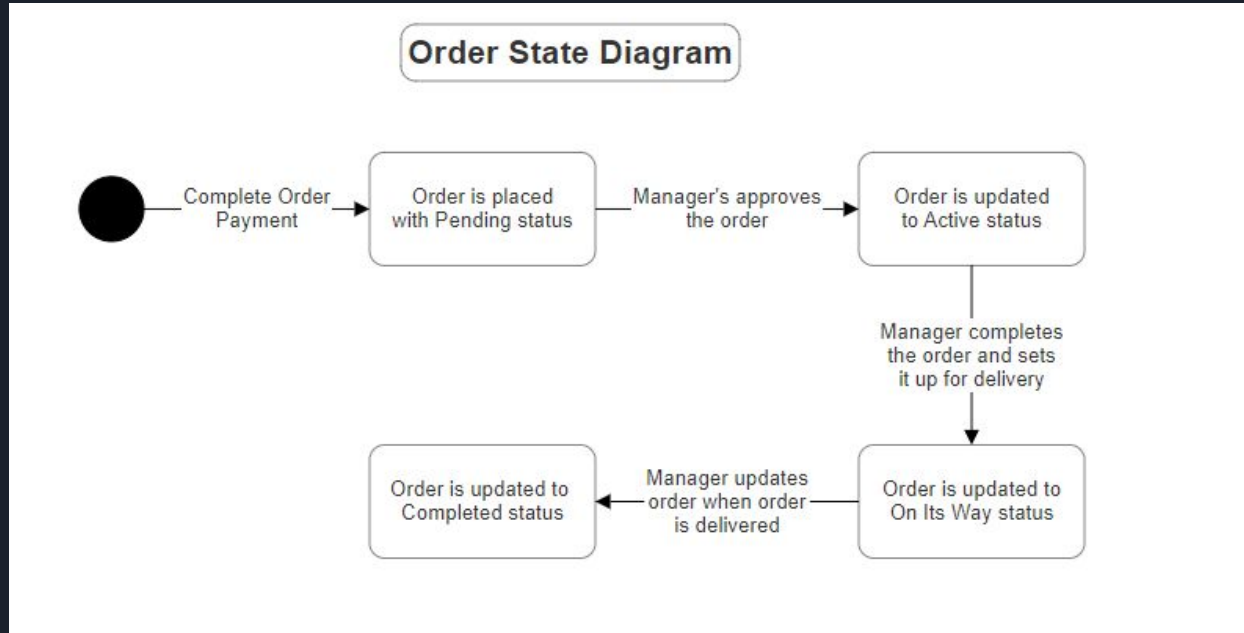 Order State Diagram
Complete Order
Payment
Order is placed
with Pending status
Manager's approves
the order
Order is updated
to Active status
Manager completes
the order and sets
it up for delivery
Order is updated to
On Its Way status
Manager updates
order when order
is delivered
Order is updated to
Completed status